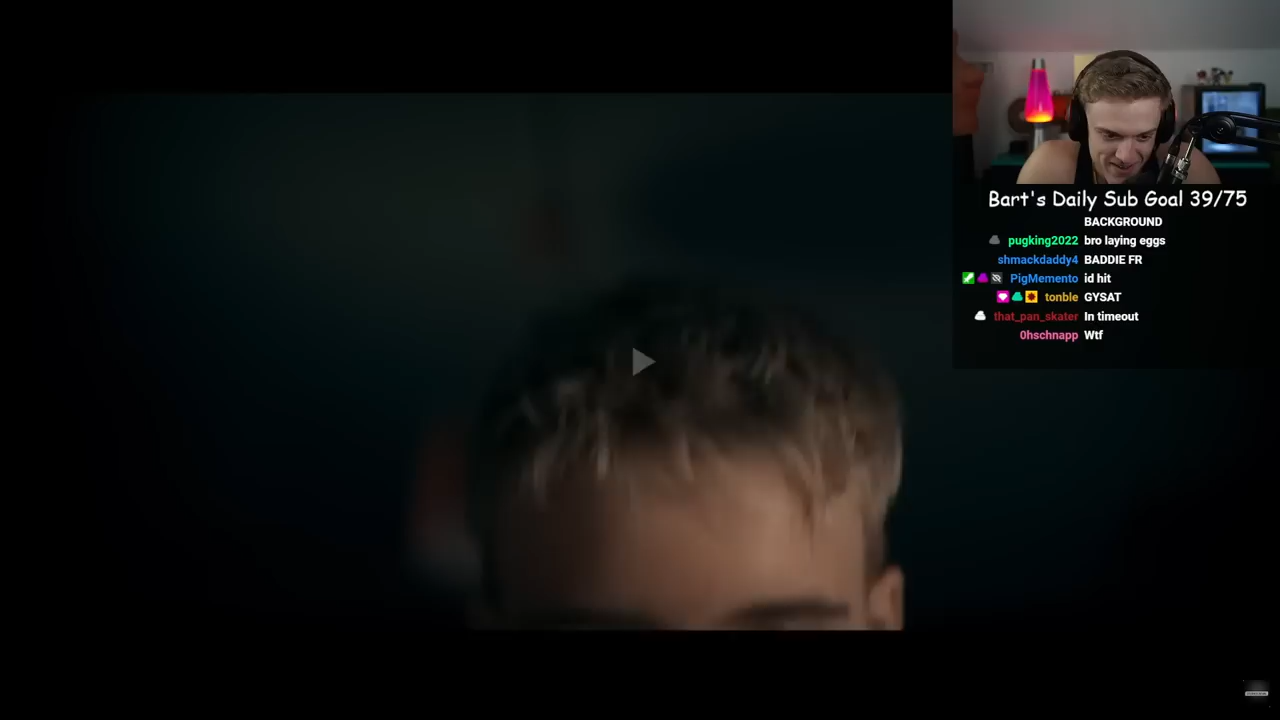 Bart's Daily Sub Goal 39/75
BACKGROUND
pugking2022 bro laying eggs
shmackdaddy4 BADDIE FR
PigMemento id hit
tonble GYSAT
that_pan_skater In timeout
0hschnapp Wtf